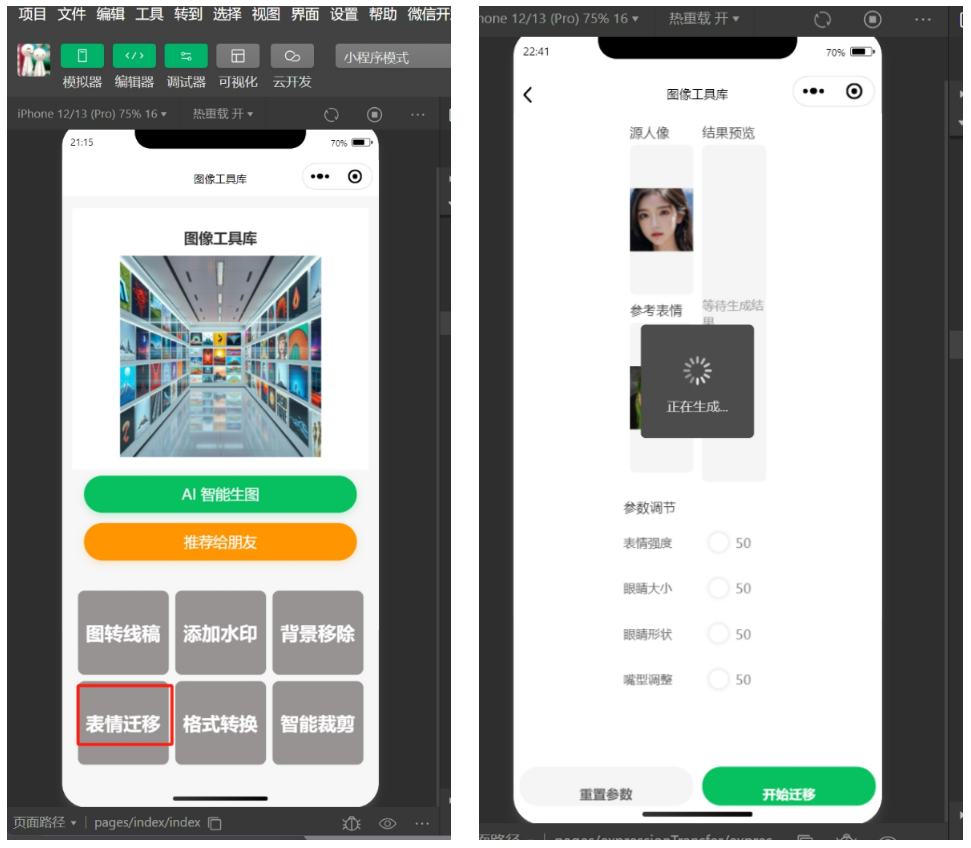 项目 文件 编辑 工具 转到 选择 视图 界面 设置 帮助 微信开
模拟器 编辑器 调试器 可视化 云开发
小程序模式
iPhone 12/13 (Pro) 75% 16 热重载 开
21:15
70%
图像工具库
图像工具库
AI 智能生图
推荐给朋友
图转线稿 添加水印 背景移除
表情迁移 格式转换 智能裁剪
页面路径 pages/index/index
hone 12/13 (Pro) 75% 16 热重载 开
22:41
70%
图像工具库
源人像 结果预览
参考表情
等待生成结
果
正在生成...
参数调节
表情强度 50
眼睛大小 50
眼睛形状 50
嘴型调整 50
重置参数 开始迁移